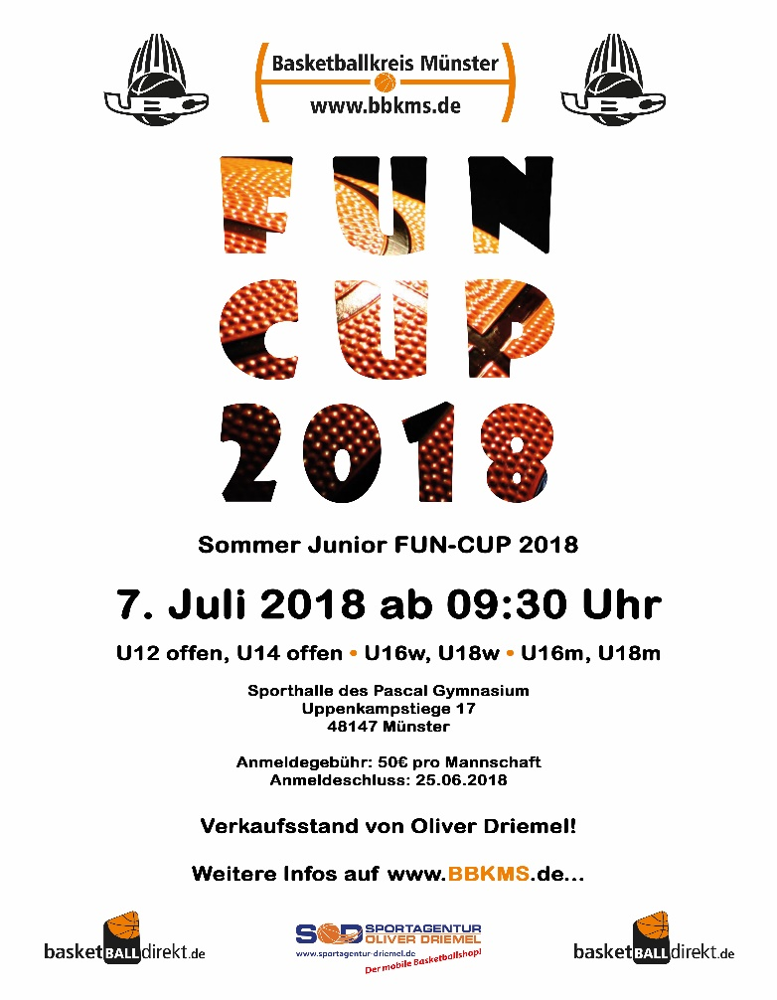 Basketballkreis Münster
www.bbkms.de
FUN
CUP
2018
Sommer Junior FUN-CUP 2018
7. Juli 2018 ab 09:30 Uhr
U12 offen, U14 offen • U16w, U18w • U16m, U18m
Sporthalle des Pascal Gymnasium
Uppenkampstiege 17
48147 Münster
Anmeldegebühr: 50€ pro Mannschaft
Anmeldeschluss: 25.06.2018
Verkaufsstand von Oliver Driemel!
Weitere Infos auf www.BBKMS.de...
basketBALLdirekt.de
SOD SPORTAGENTUR
OLIVER DRIEMEL
www.sportagentur-driemel.de
Der mobile Basketballshop!
basketBALLdirekt.de